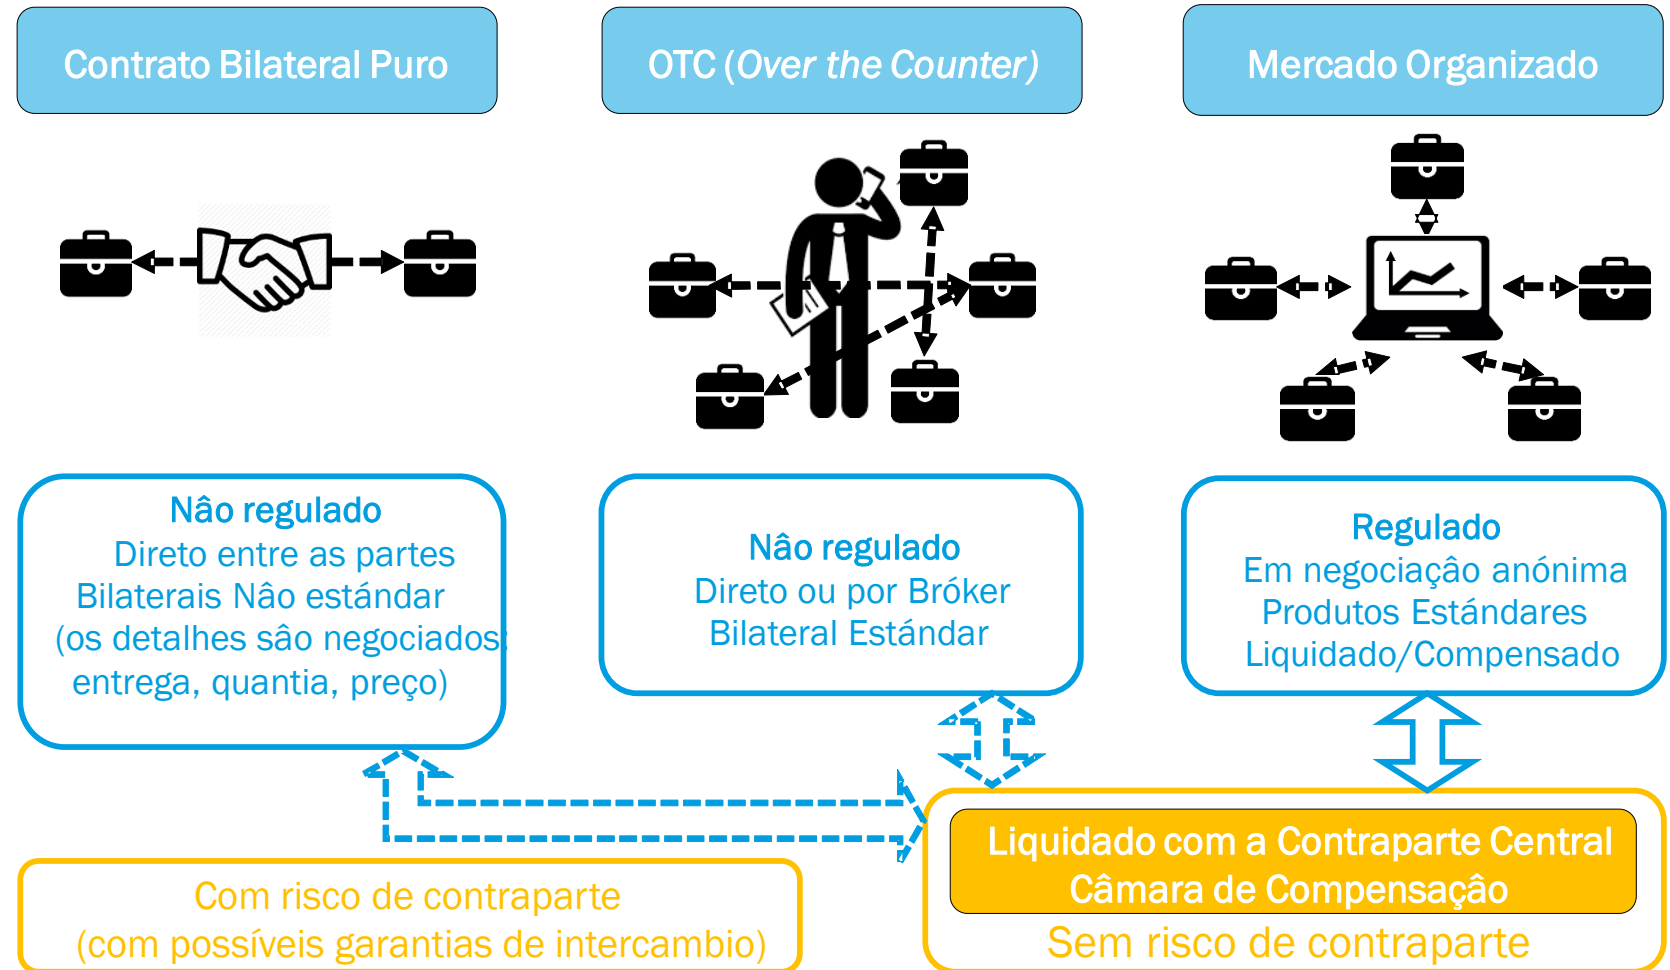 Contrato Bilateral Puro
OTC (Over the Counter)
Mercado Organizado
Nâo regulado
Direto entre as partes
Bilaterais Nâo estándar
(os detalhes sâo negociados:
entrega, quantia, preço)
Nâo regulado
Direto ou por Bróker
Bilateral Estándar
Regulado
Em negociaçâo anónima
Produtos Estándares
Liquidado/Compensado
Com risco de contraparte
(com possíveis garantias de intercambio)
Liquidado com a Contraparte Central
Câmara de Compensaçâo
Sem risco de contraparte